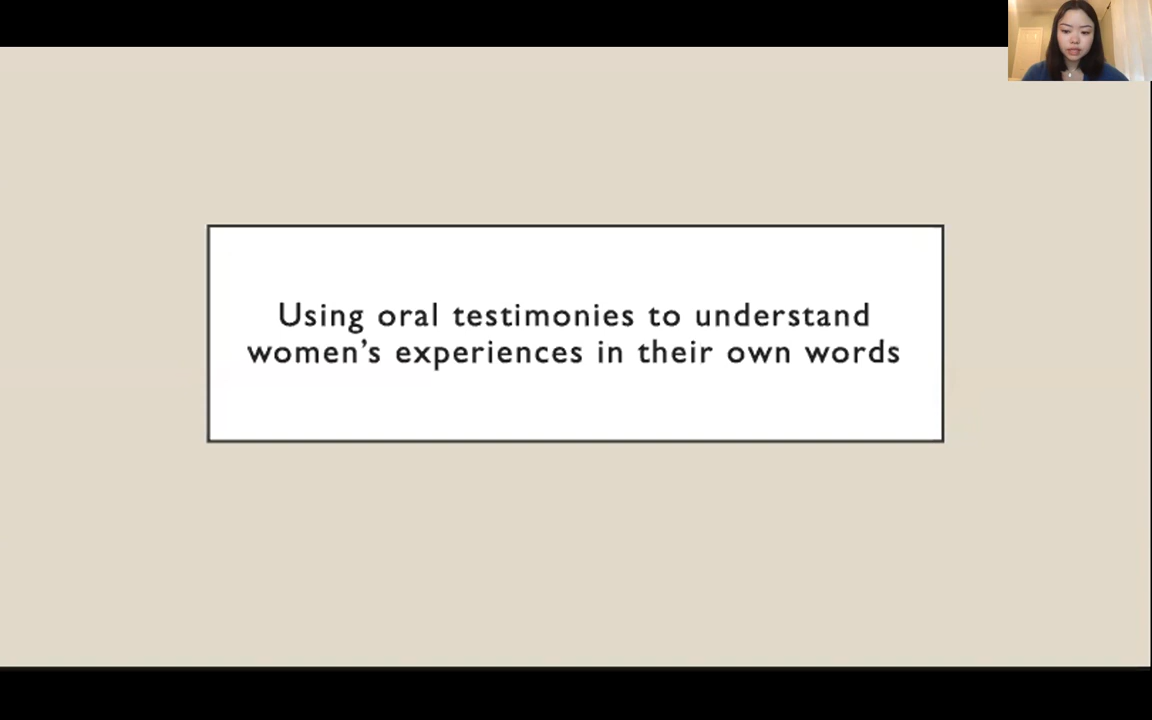 Using oral testimonies to understand
women’s experiences in their own words